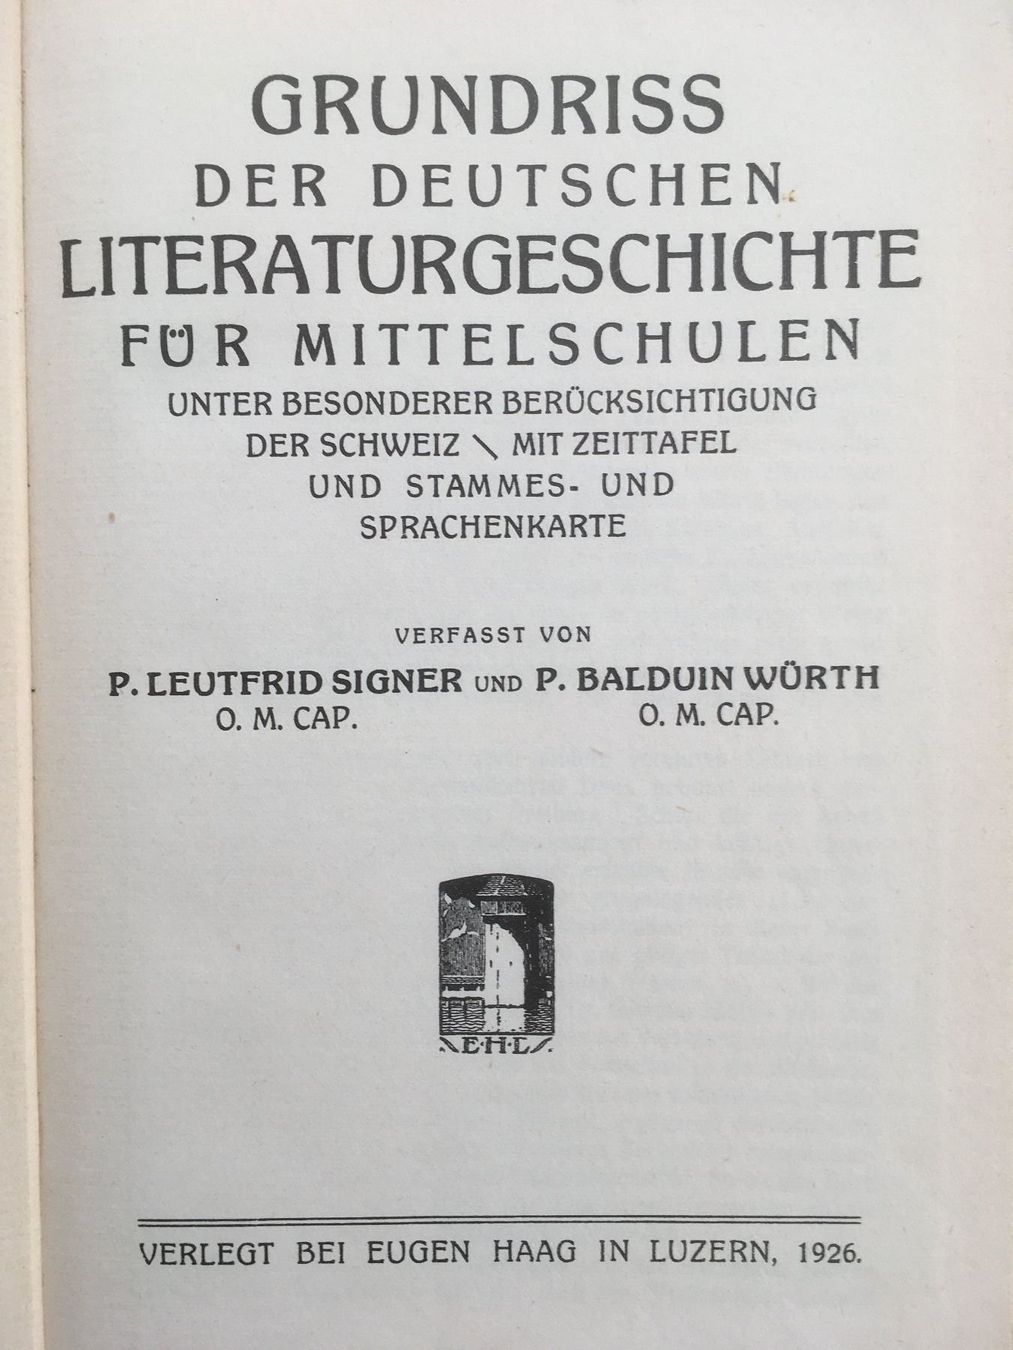 GRUNDRISS
DER DEUTSCHEN
LITERATURGESCHICHTE
FÜR MITTELSCHULEN
UNTER BESONDERER BERÜCKSICHTIGUNG
DER SCHWEIZ \ MIT ZEITTAFEL
UND STAMMES- UND
SPRACHENKARTE
VERFASST VON
P. LEUTFRID SIGNER UND P. BALDUIN WÜRTH
O. M. CAP. O. M. CAP.
E·H·L
VERLEGT BEI EUGEN HAAG IN LUZERN, 1926.